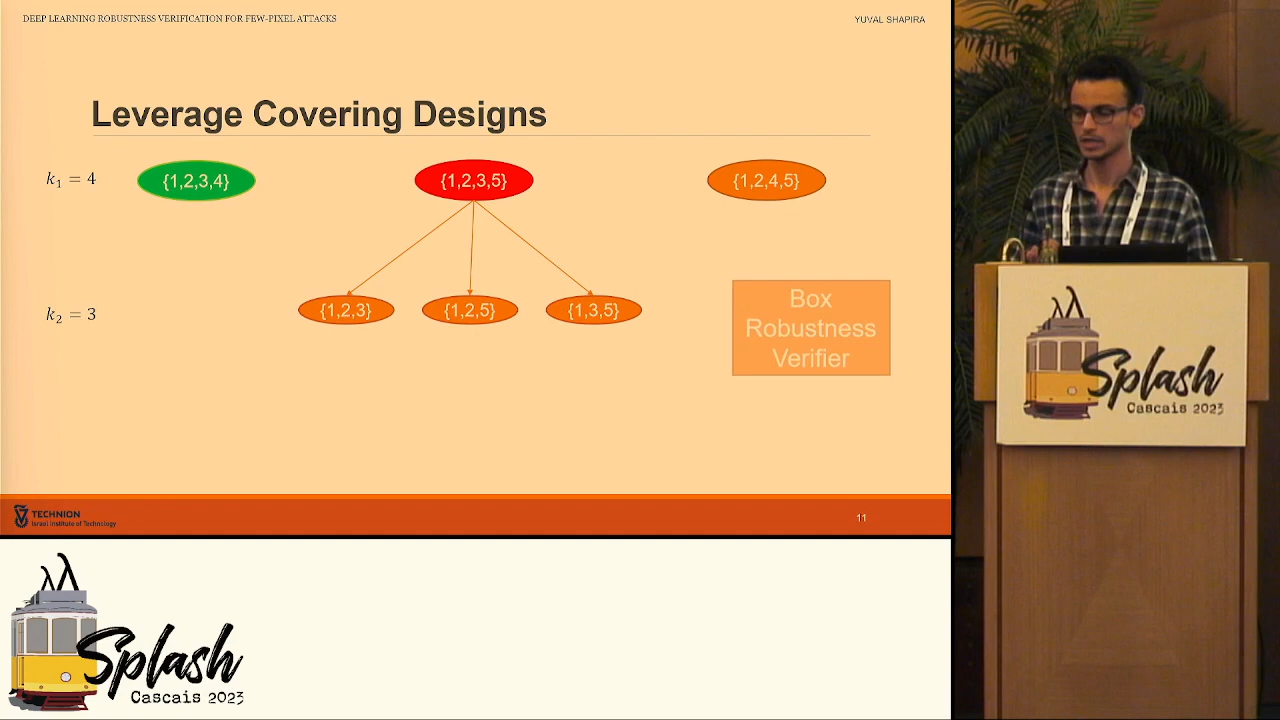 DEEP LEARNING ROBUSTNESS VERIFICATION FOR FEW-PIXEL ATTACKS
YUVAL SHAPIRA
Leverage Covering Designs
k₁ = 4
{1,2,3,4}
{1,2,3,5}
{1,2,4,5}
k₂ = 3
{1,2,3}
{1,2,5}
{1,3,5}
Box
Robustness
Verifier
TECHNION
Israel Institute of Technology
11
Splash
Cascais 2023
Splash
Cascais 2023